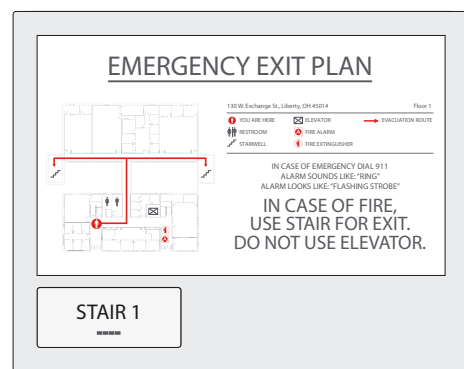 EMERGENCY EXIT PLAN
130 W. Exchange St., Liberty, OH 45014 Floor 1
YOU ARE HERE ELEVATOR EVACUATION ROUTE
RESTROOM FIRE ALARM
STAIRWELL FIRE EXTINGUISHER
IN CASE OF EMERGENCY DIAL 911
ALARM SOUNDS LIKE: "RING"
ALARM LOOKS LIKE: "FLASHING STROBE"
IN CASE OF FIRE,
USE STAIR FOR EXIT.
DO NOT USE ELEVATOR.
STAIR 1